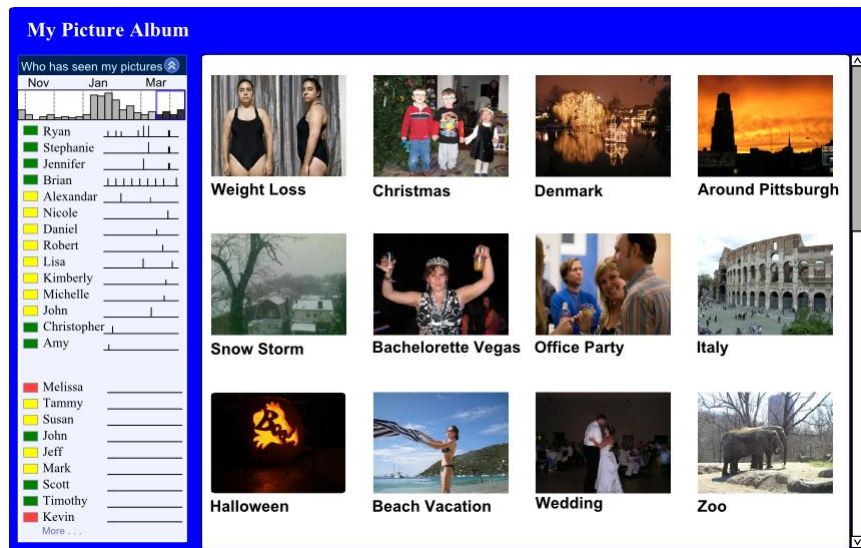 My Picture Album
Who has seen my pictures
Nov Jan Mar
Ryan
Stephanie
Jennifer
Brian
Alexandar
Nicole
Daniel
Robert
Lisa
Kimberly
Michelle
John
Christopher
Amy
Melissa
Tammy
Susan
John
Jeff
Mark
Scott
Timothy
Kevin
More . . .
Weight Loss Christmas Denmark Around Pittsburgh
Snow Storm Bachelorette Vegas Office Party Italy
Halloween Beach Vacation Wedding Zoo